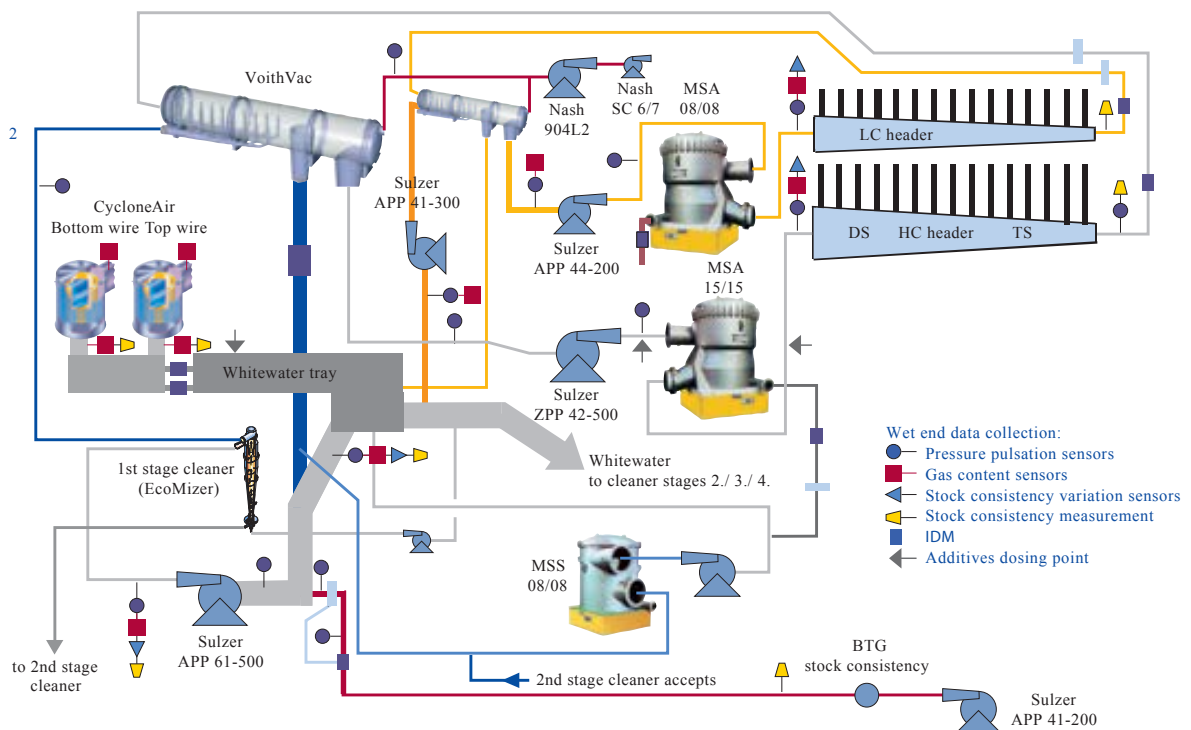 VoithVac
Nash
904L2
Nash
SC 6/7
MSA
08/08
LC header
2
Sulzer
APP 41-300
CycloneAir
Bottom wire Top wire
Sulzer
APP 44-200
MSA
15/15
DS HC header TS
Whitewater tray
Sulzer
ZPP 42-500
1st stage cleaner
(EcoMizer)
Whitewater
to cleaner stages 2./ 3./ 4.
Wet end data collection:
Pressure pulsation sensors
Gas content sensors
Stock consistency variation sensors
Stock consistency measurement
IDM
Additives dosing point
MSS
08/08
Sulzer
APP 61-500
to 2nd stage
cleaner
2nd stage cleaner accepts
BTG
stock consistency
Sulzer
APP 41-200